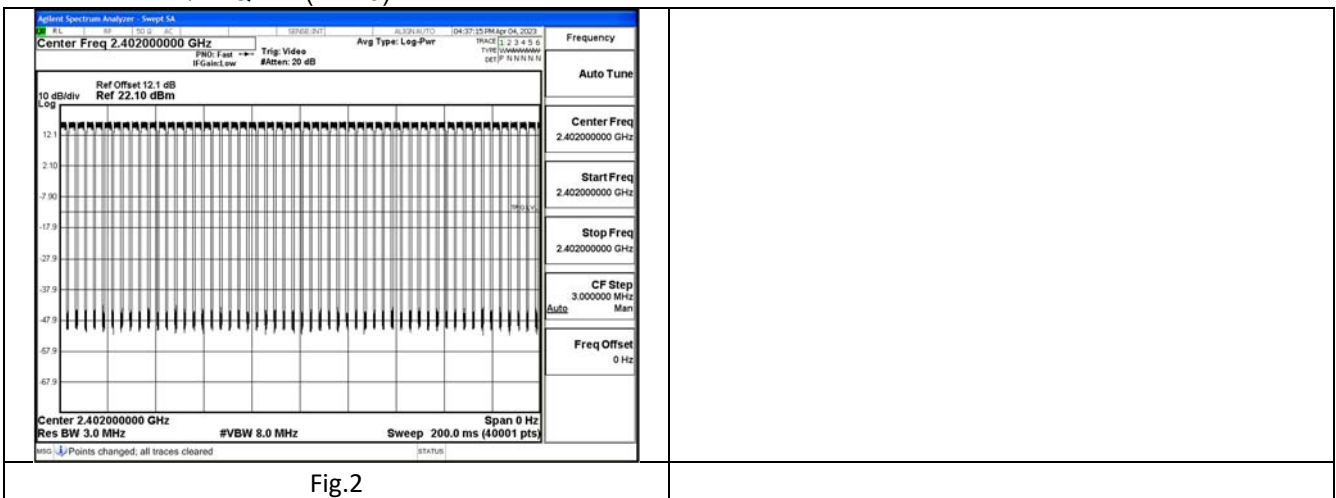 Agilent Spectrum Analyzer - Swept SA
RL RF 50 Ω AC SENSE:INT ALIGNAUTO 04:37:15 PM Apr 04, 2023
Center Freq 2.402000000 GHz
PNO: Fast
IFGain:Low
Trig: Video
#Atten: 20 dB
Avg Type: Log-Pwr
TRACE 1 2 3 4 5 6
TYPE
DET P N N N N N
Frequency
Auto Tune
Ref Offset 12.1 dB
10 dB/div Ref 22.10 dBm
Log
12.1
2.10
-7.90
-17.9
-27.9
-37.9
-47.9
-57.9
-67.9
TRIG LVL
Center Freq
2.402000000 GHz
Start Freq
2.402000000 GHz
Stop Freq
2.402000000 GHz
CF Step
3.000000 MHz
Auto Man
Freq Offset
0 Hz
Center 2.402000000 GHz Span 0 Hz
Res BW 3.0 MHz #VBW 8.0 MHz Sweep 200.0 ms (40001 pts)
MSG Points changed; all traces cleared STATUS
Fig.2